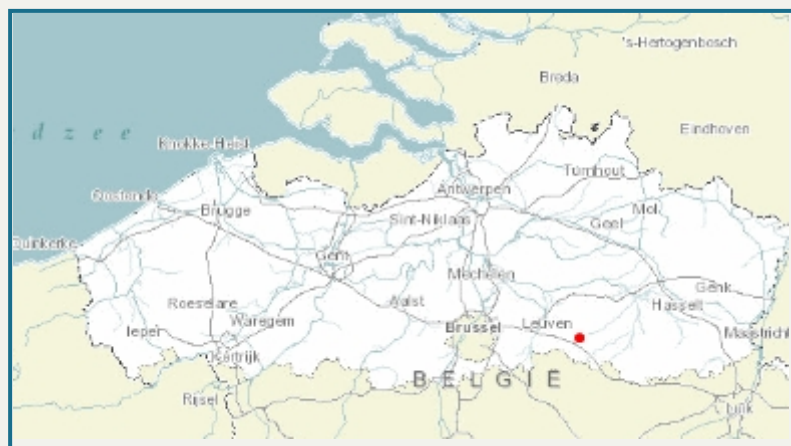 's-Hertogenbosch
Breda
d z e e
Eindhoven
Knokke-Heist
Turnhout
Oostende
Antwerpen
Mol
Brugge
Sint-Niklaas
Geel
Duinkerke
Gent
Mechelen
Genk
Roeselare
Aalst
Hasselt
Ieper
Waregem
Brussel
Leuven
Maastricht
Kortrijk
BELGIË
Rijsel
Luik